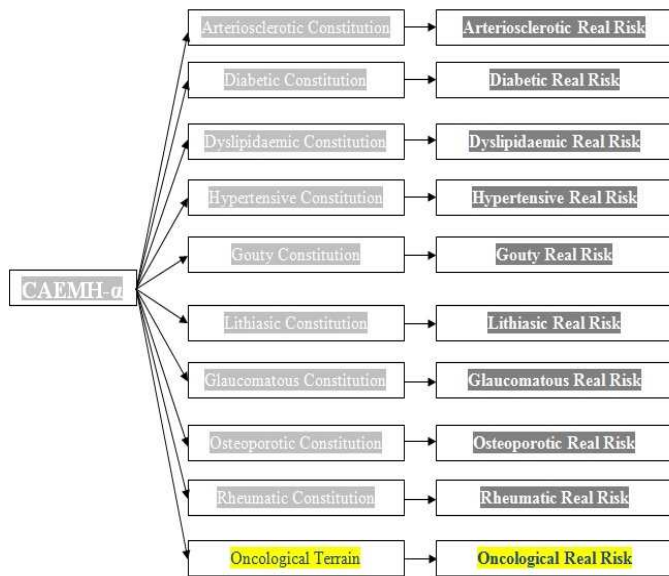 Arteriosclerotic Constitution Arteriosclerotic Real Risk
Diabetic Constitution Diabetic Real Risk
Dyslipidaemic Constitution Dyslipidaemic Real Risk
Hypertensive Constitution Hypertensive Real Risk
Gouty Constitution Gouty Real Risk
CAEMH-α
Lithiasic Constitution Lithiasic Real Risk
Glaucomatous Constitution Glaucomatous Real Risk
Osteoporotic Constitution Osteoporotic Real Risk
Rheumatic Constitution Rheumatic Real Risk
Oncological Terrain Oncological Real Risk